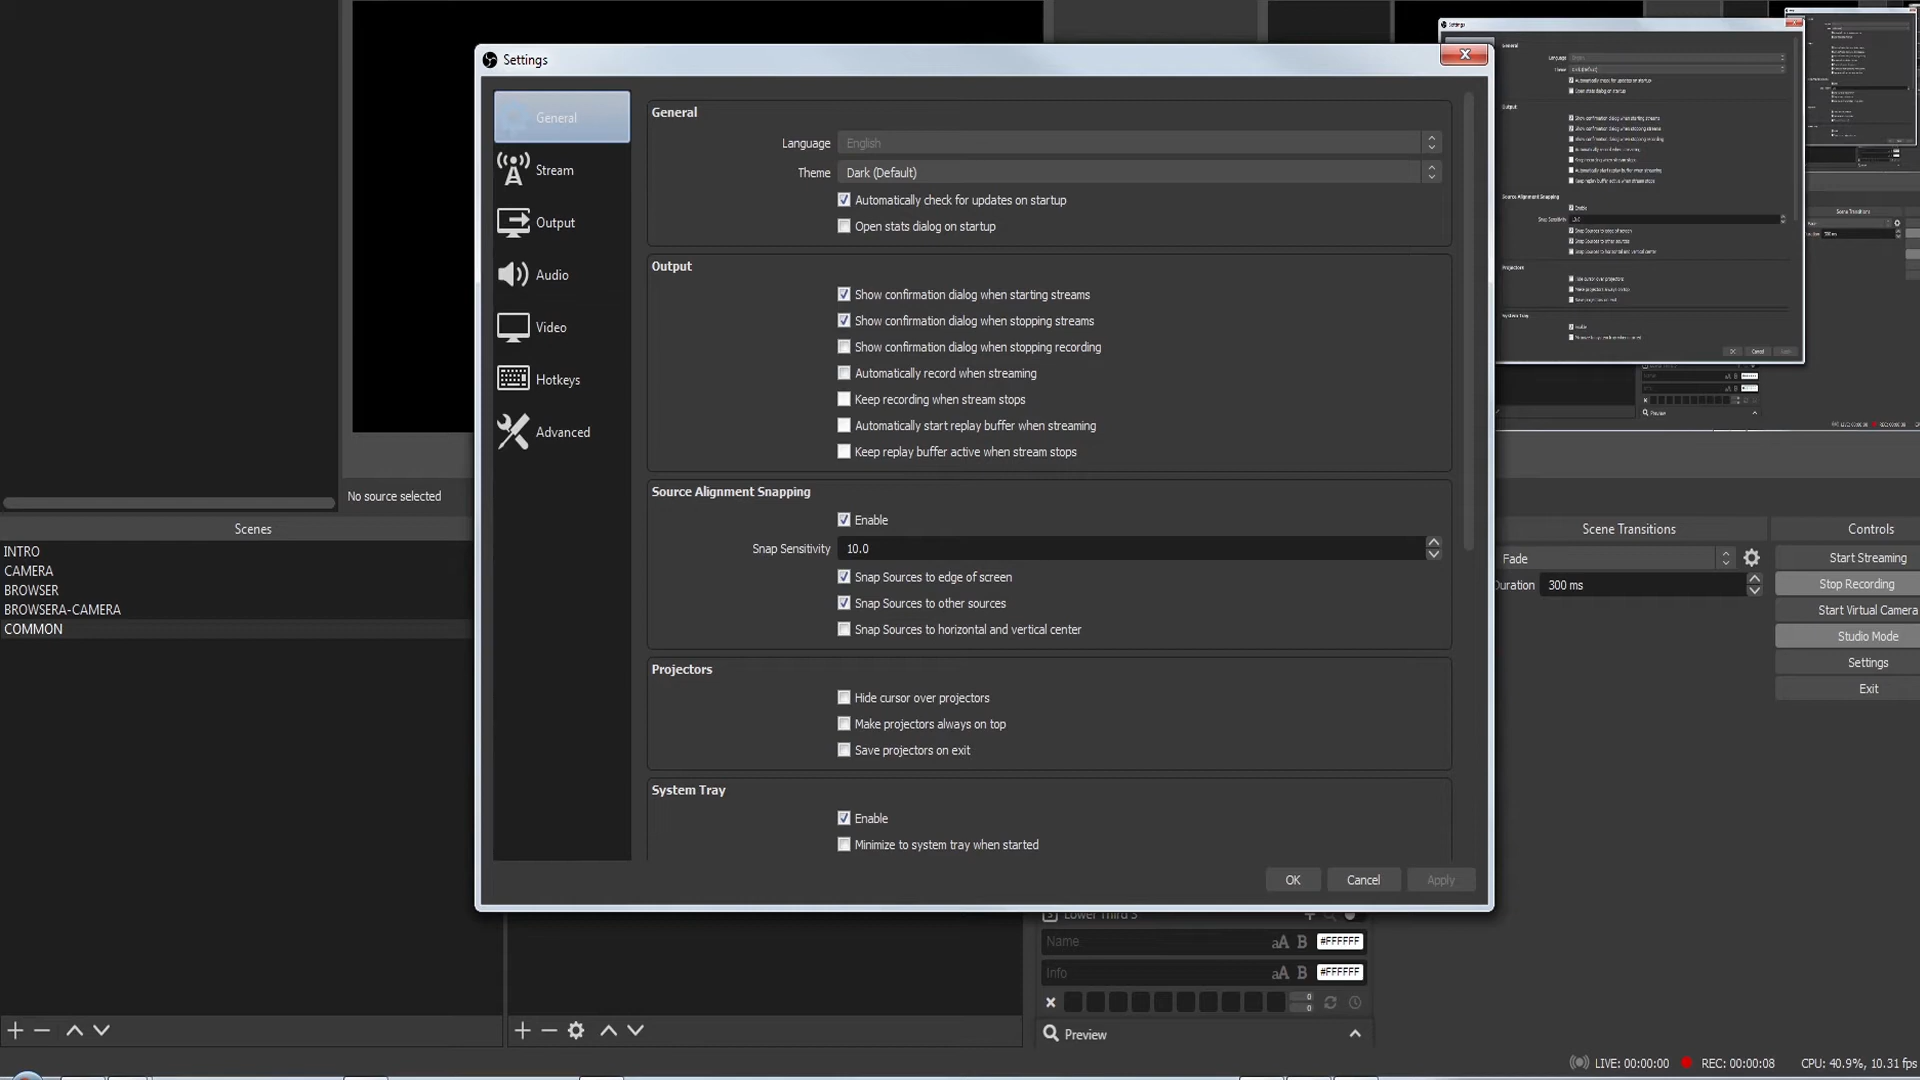 Settings
General
Stream
Output
Audio
Video
Hotkeys
Advanced
General
Language English
Theme Dark (Default)
Automatically check for updates on startup
Open stats dialog on startup
Output
Show confirmation dialog when starting streams
Show confirmation dialog when stopping streams
Show confirmation dialog when stopping recording
Automatically record when streaming
Keep recording when stream stops
Automatically start replay buffer when streaming
Keep replay buffer active when stream stops
Source Alignment Snapping
Enable
Snap Sensitivity 10.0
Snap Sources to edge of screen
Snap Sources to other sources
Snap Sources to horizontal and vertical center
Projectors
Hide cursor over projectors
Make projectors always on top
Save projectors on exit
System Tray
Enable
Minimize to system tray when started
OK Cancel Apply
No source selected
Scenes
INTRO
CAMERA
BROWSER
BROWSERA-CAMERA
COMMON
Scene Transitions
Fade
Duration 300 ms
Controls
Start Streaming
Stop Recording
Start Virtual Camera
Studio Mode
Settings
Exit
Lower Third 3
Name aA B #FFFFFF
Info aA B #FFFFFF
0
0
Preview
LIVE: 00:00:00 REC: 00:00:08 CPU: 40.9%, 10.31 fps